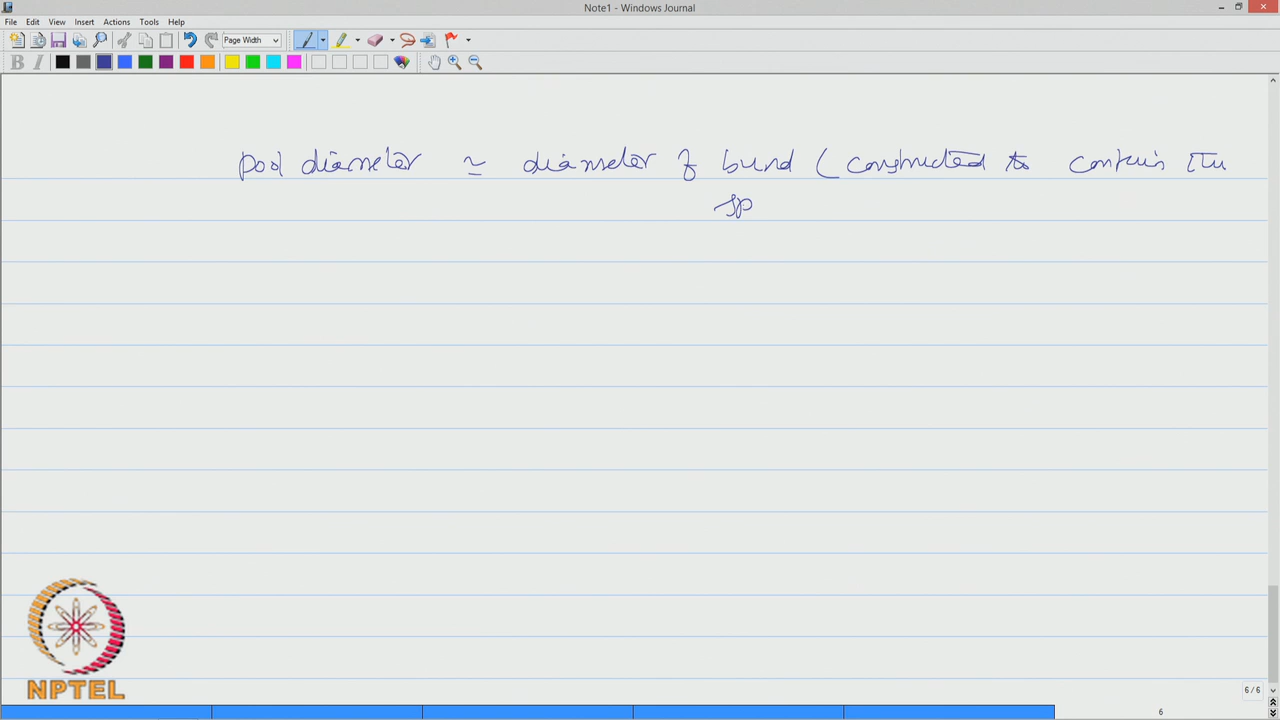 Note1 - Windows Journal
File Edit View Insert Actions Tools Help
Page Width
pool diameter ≃ diameter of bund (constructed to contain the
sp
NPTEL
6 / 6
6